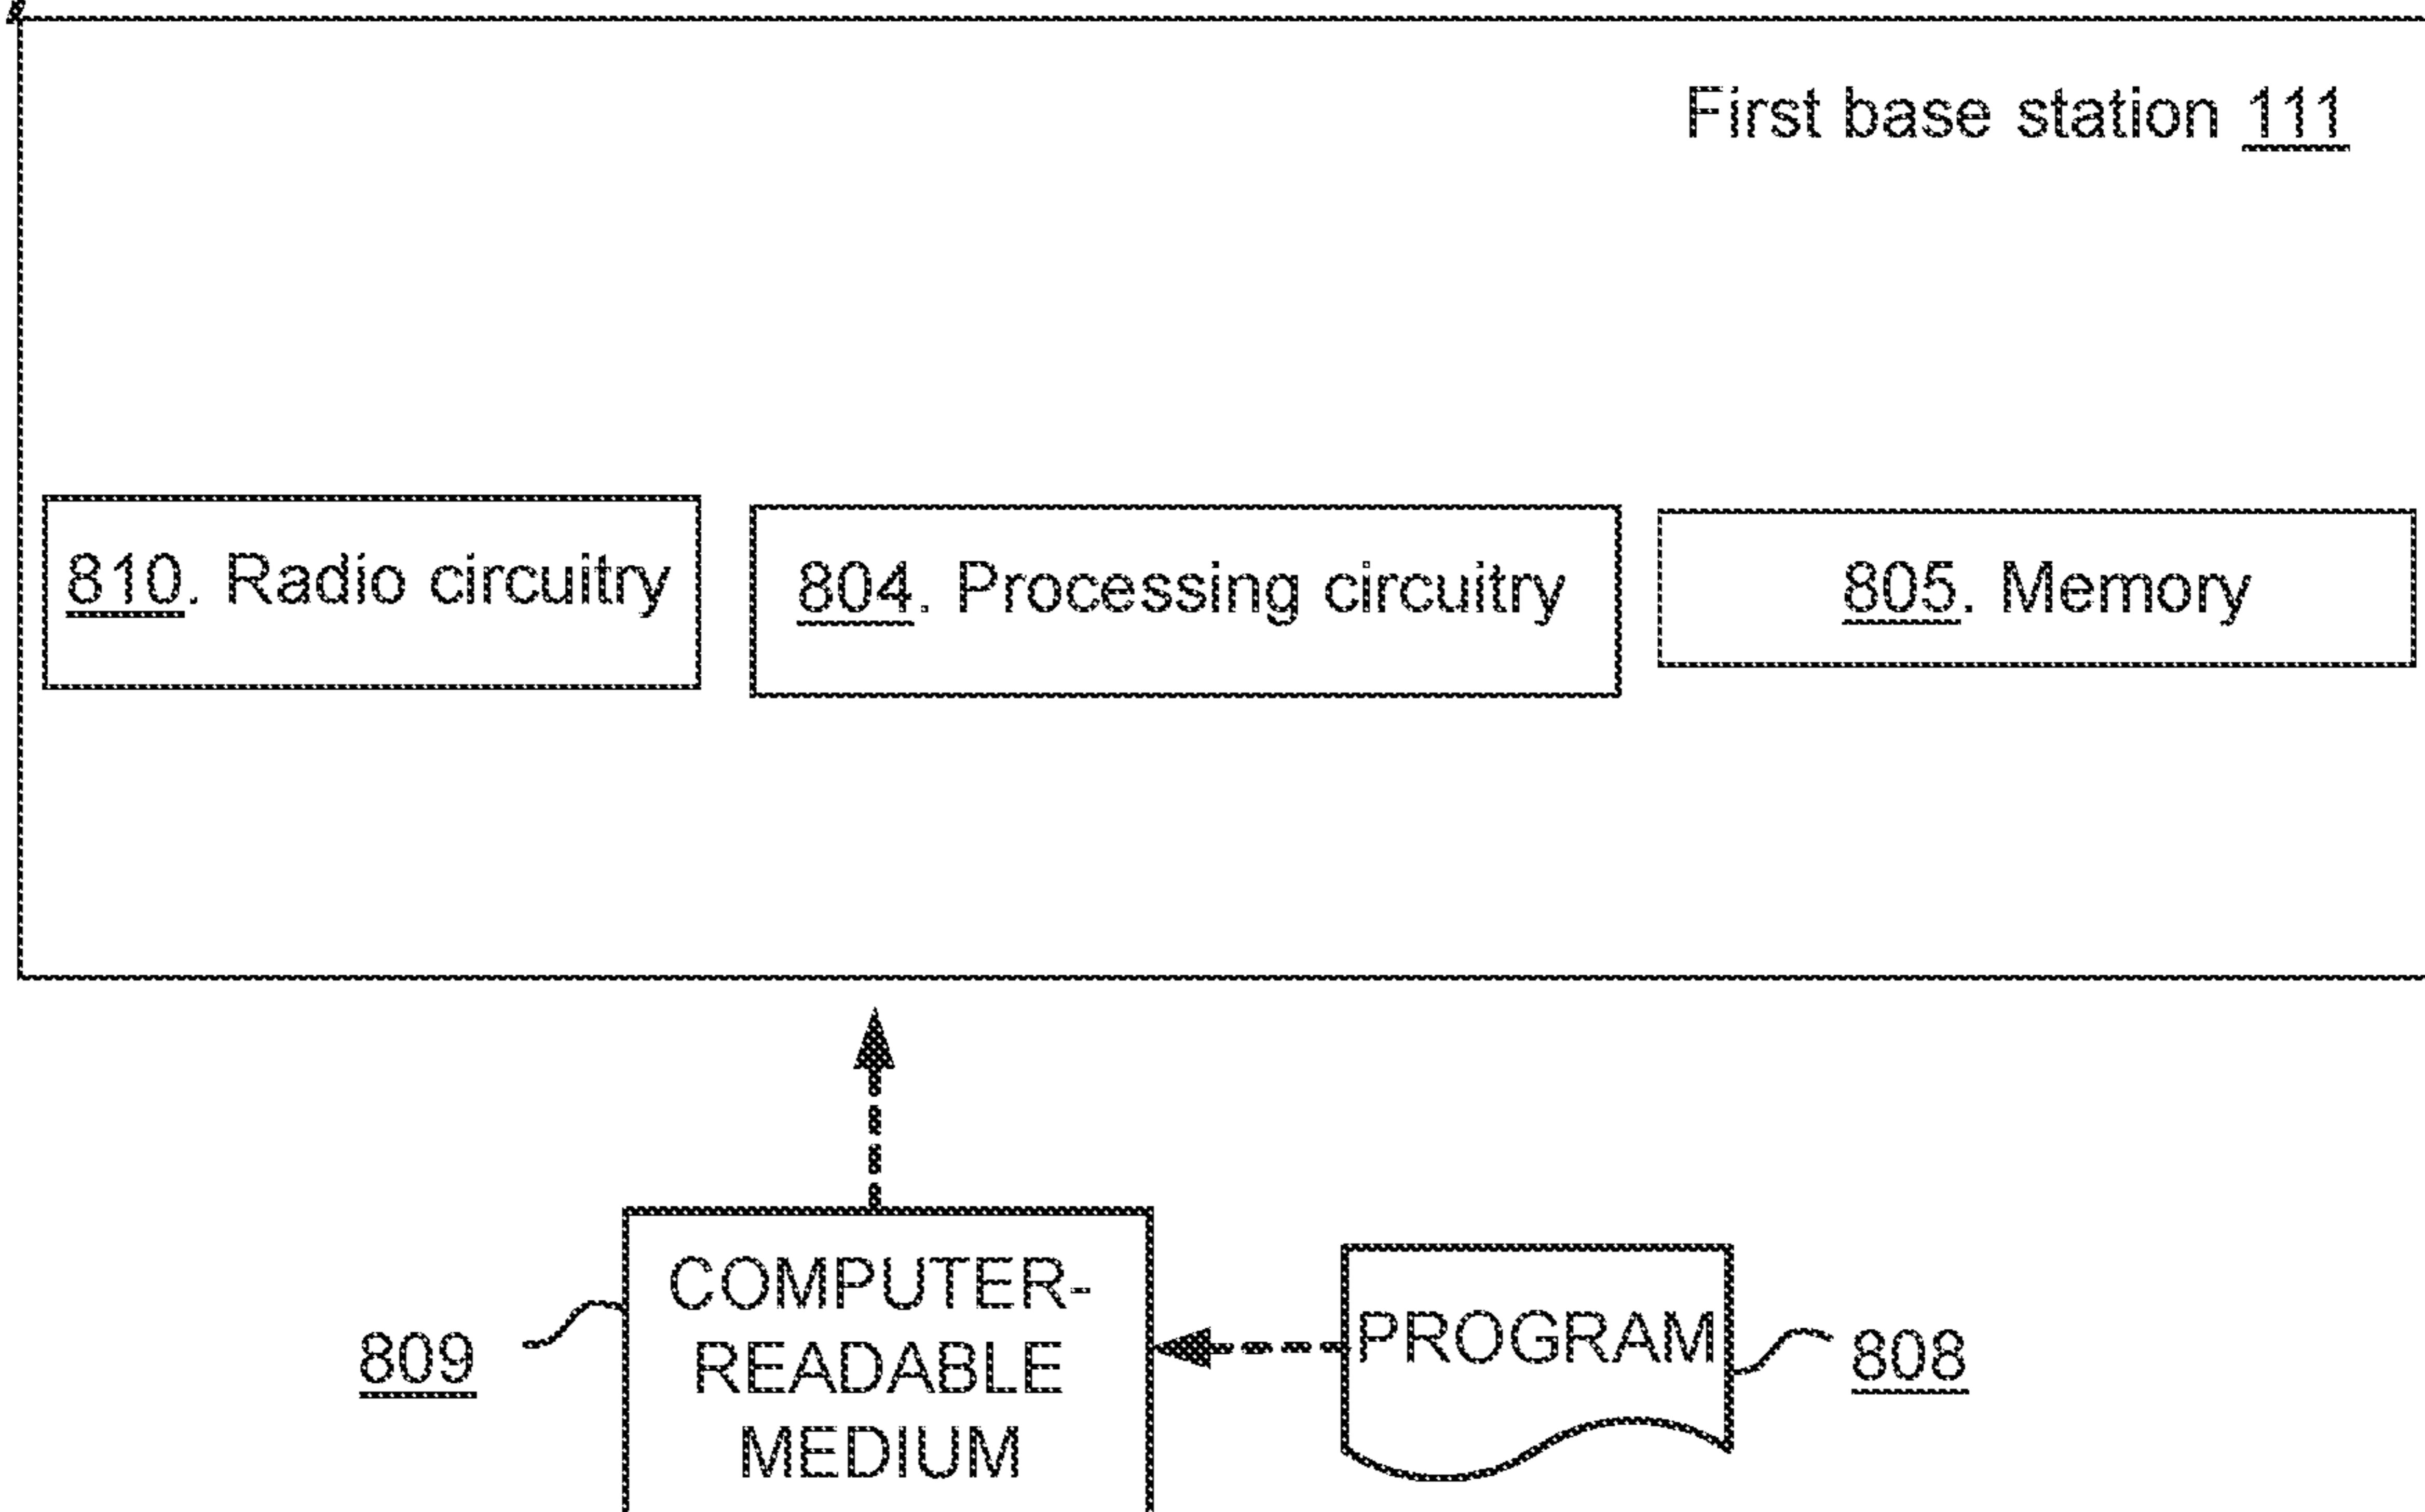 First base station 111
810. Radio circuitry
804. Processing circuitry
805. Memory
COMPUTER-
READABLE
MEDIUM
809
PROGRAM
808